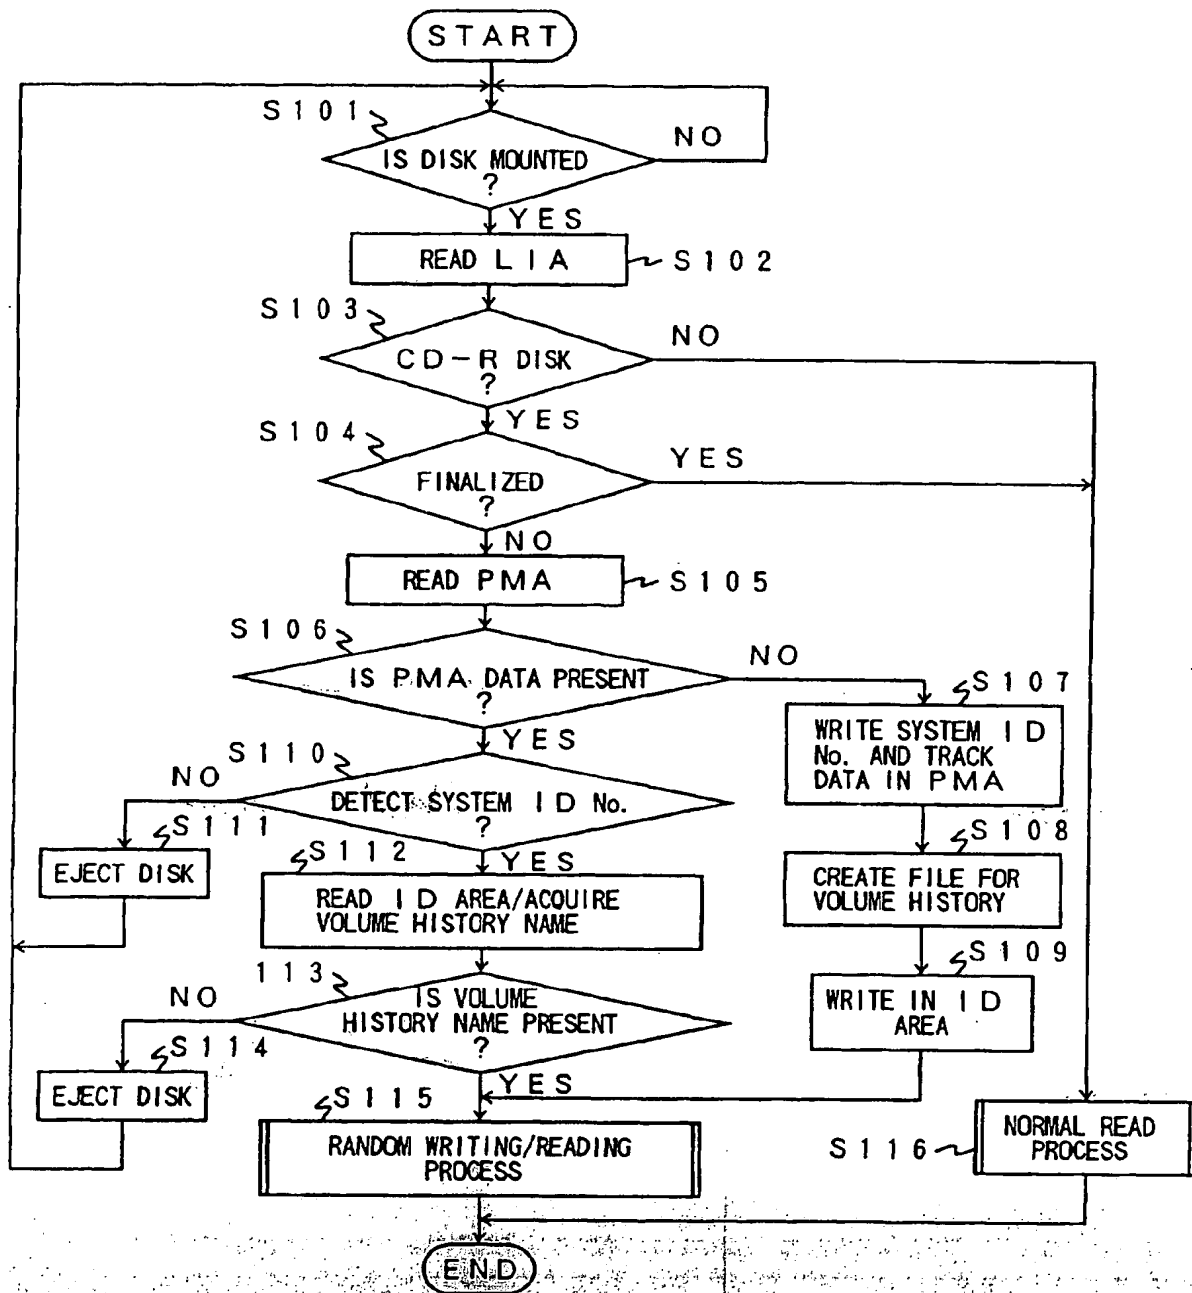 START
S101
IS DISK MOUNTED
?
NO
YES
READ LIA
S102
S103
CD-R DISK
?
NO
YES
S104
FINALIZED
?
YES
NO
READ PMA
S105
S106
IS PMA DATA PRESENT
?
NO
YES
S107
WRITE SYSTEM ID
No. AND TRACK
DATA IN PMA
S110
DETECT SYSTEM ID No.
?
NO
YES
S111
EJECT DISK
S108
CREATE FILE FOR
VOLUME HISTORY
S112
READ ID AREA/ACQUIRE
VOLUME HISTORY NAME
S109
WRITE IN ID
AREA
113
IS VOLUME
HISTORY NAME PRESENT
?
NO
YES
S114
EJECT DISK
S115
RANDOM WRITING/READING
PROCESS
S116
NORMAL READ
PROCESS
END